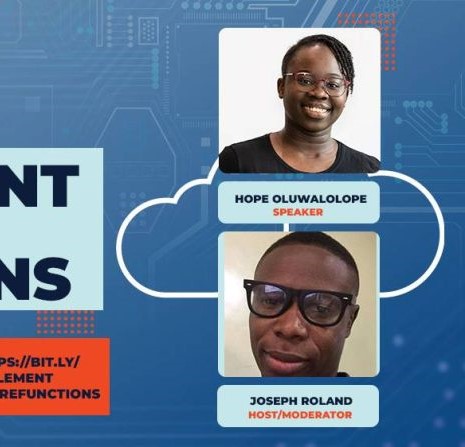 NT
NS
PS://BIT.LY/
LEMENT
REFUNCTIONS
HOPE OLUWALOLOPE
SPEAKER
JOSEPH ROLAND
HOST/MODERATOR